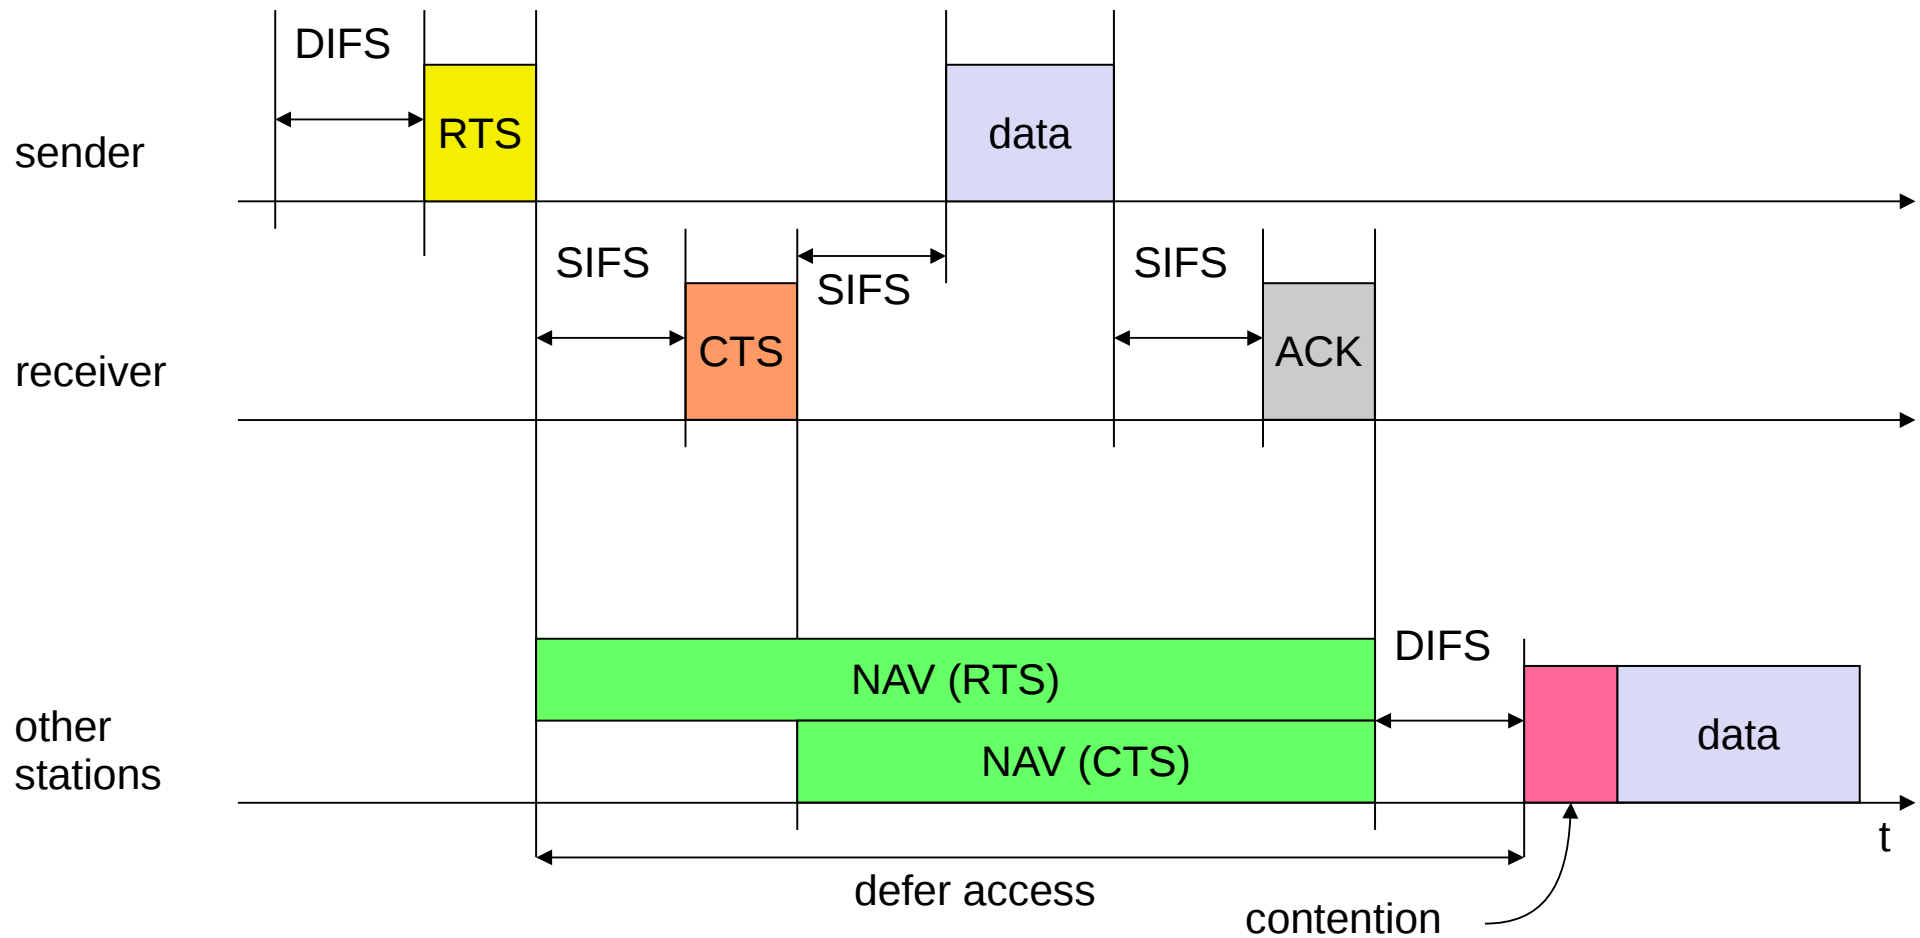 DIFS
RTS
data
sender
SIFS
SIFS
SIFS
CTS
ACK
receiver
NAV (RTS)
DIFS
other
stations
NAV (CTS)
data
t
defer access
contention